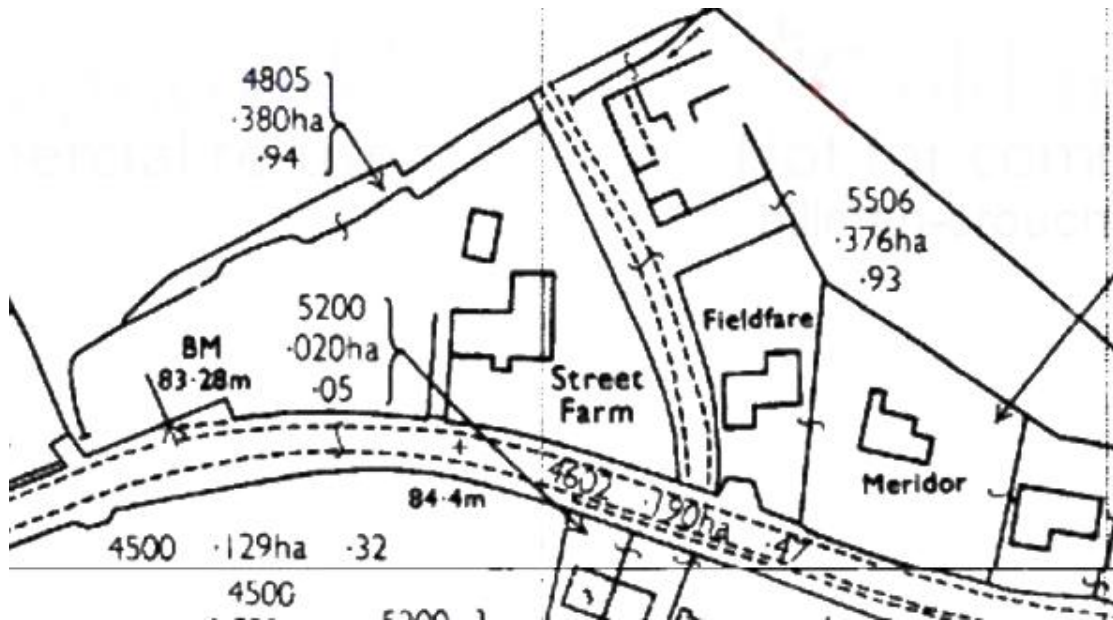 4805
·380ha
·94
5506
·376ha
·93
5200
·020ha
·05
BM
83·28m
Fieldfare
Street
Farm
Meridor
84·4m
4602 ·190ha ·47
4500 ·129ha ·32
4500